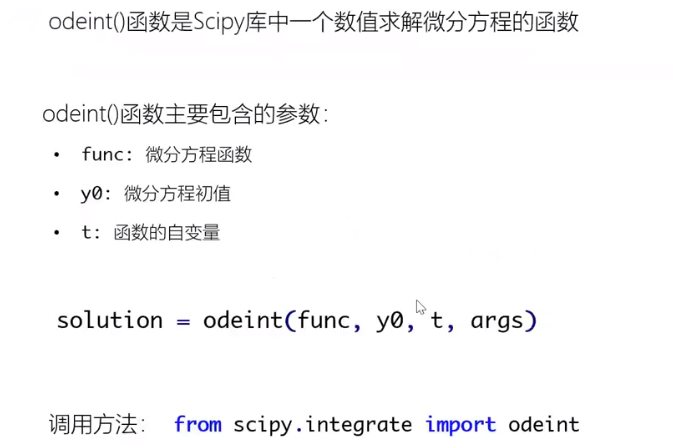 odeint()函数是Scipy库中一个数值求解微分方程的函数
odeint()函数主要包含的参数：
• func: 微分方程函数
• y0: 微分方程初值
• t: 函数的自变量
solution = odeint(func, y0, t, args)
调用方法： from scipy.integrate import odeint